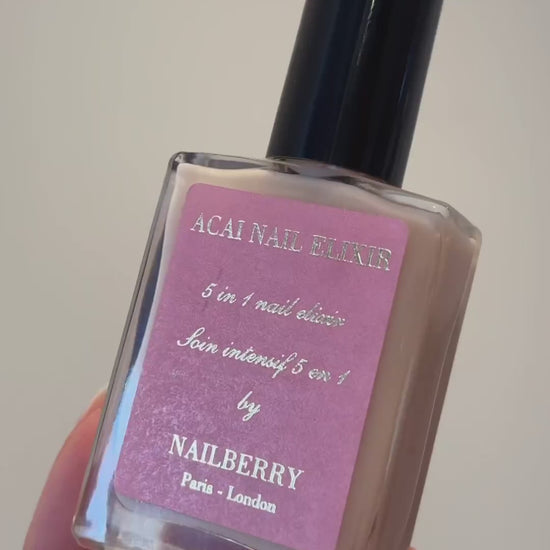 ACAI NAIL ELIXIR
5 in 1 nail elixir
Soin intensif 5 en 1
by
NAILBERRY
Paris - London